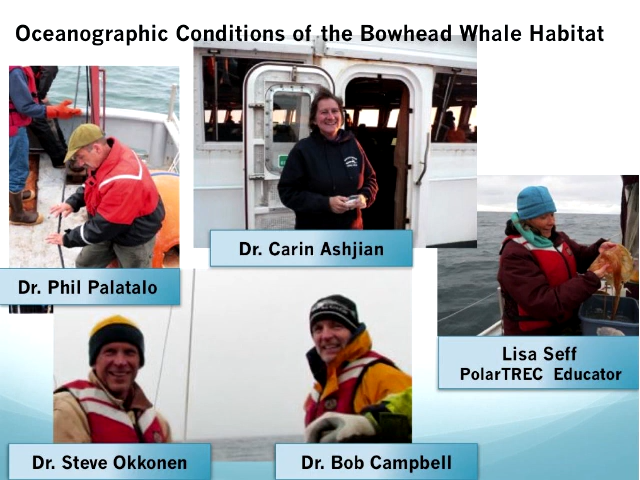 Oceanographic Conditions of the Bowhead Whale Habitat
Dr. Carin Ashjian
Dr. Phil Palatalo
Lisa Seff
PolarTREC Educator
Dr. Steve Okkonen
Dr. Bob Campbell